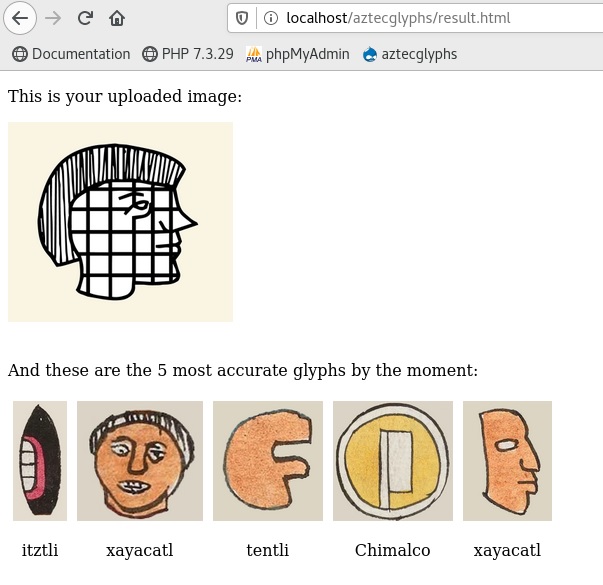 localhost/aztecglyphs/result.html
Documentation PHP 7.3.29 PMA phpMyAdmin aztecglyphs
This is your uploaded image:
And these are the 5 most accurate glyphs by the moment:
itztli xayacatl tentli Chimalco xayacatl